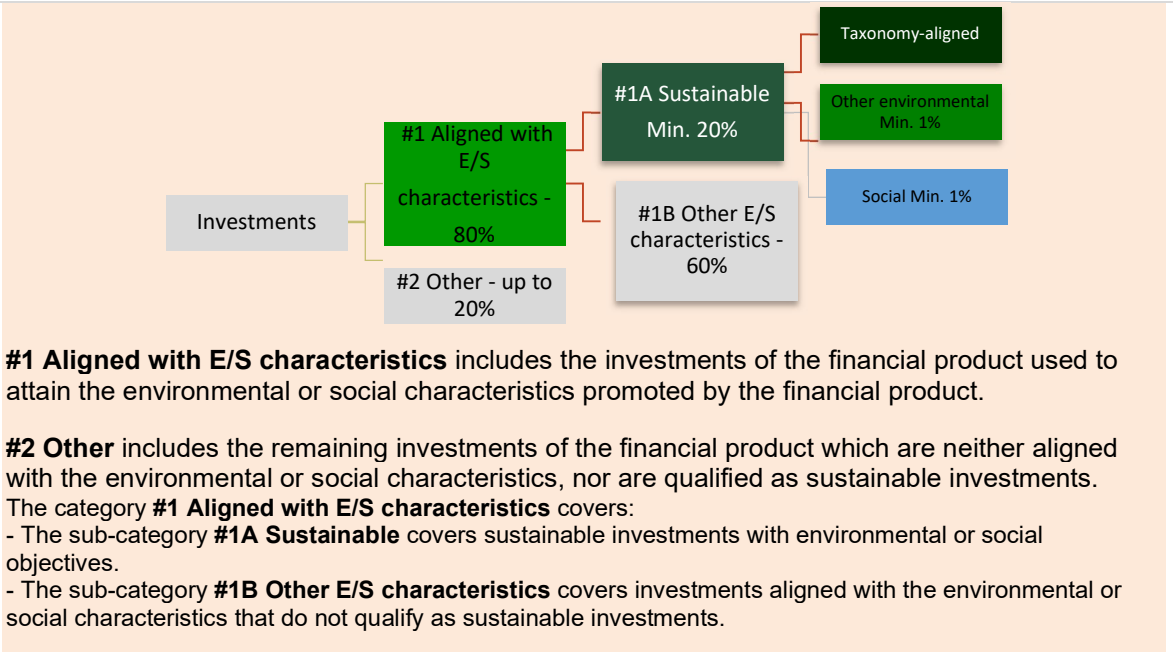 Taxonomy-aligned
#1A Sustainable
Min. 20%
Other environmental
Min. 1%
#1 Aligned with
E/S
characteristics -
80%
Social Min. 1%
Investments
#1B Other E/S
characteristics -
60%
#2 Other - up to
20%
#1 Aligned with E/S characteristics includes the investments of the financial product used to
attain the environmental or social characteristics promoted by the financial product.
#2 Other includes the remaining investments of the financial product which are neither aligned
with the environmental or social characteristics, nor are qualified as sustainable investments.
The category #1 Aligned with E/S characteristics covers:
- The sub-category #1A Sustainable covers sustainable investments with environmental or social
objectives.
- The sub-category #1B Other E/S characteristics covers investments aligned with the environmental or
social characteristics that do not qualify as sustainable investments.